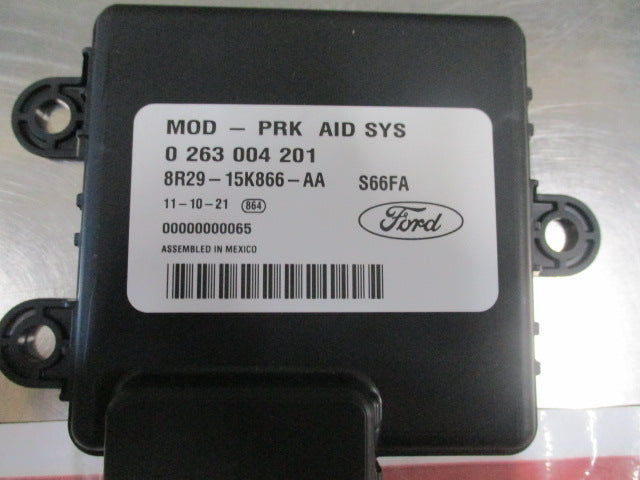 MOD – PRK AID SYS
0 263 004 201
8R29–15K866–AA S66FA
11–10–21 864
Ford
00000000065
ASSEMBLED IN MEXICO